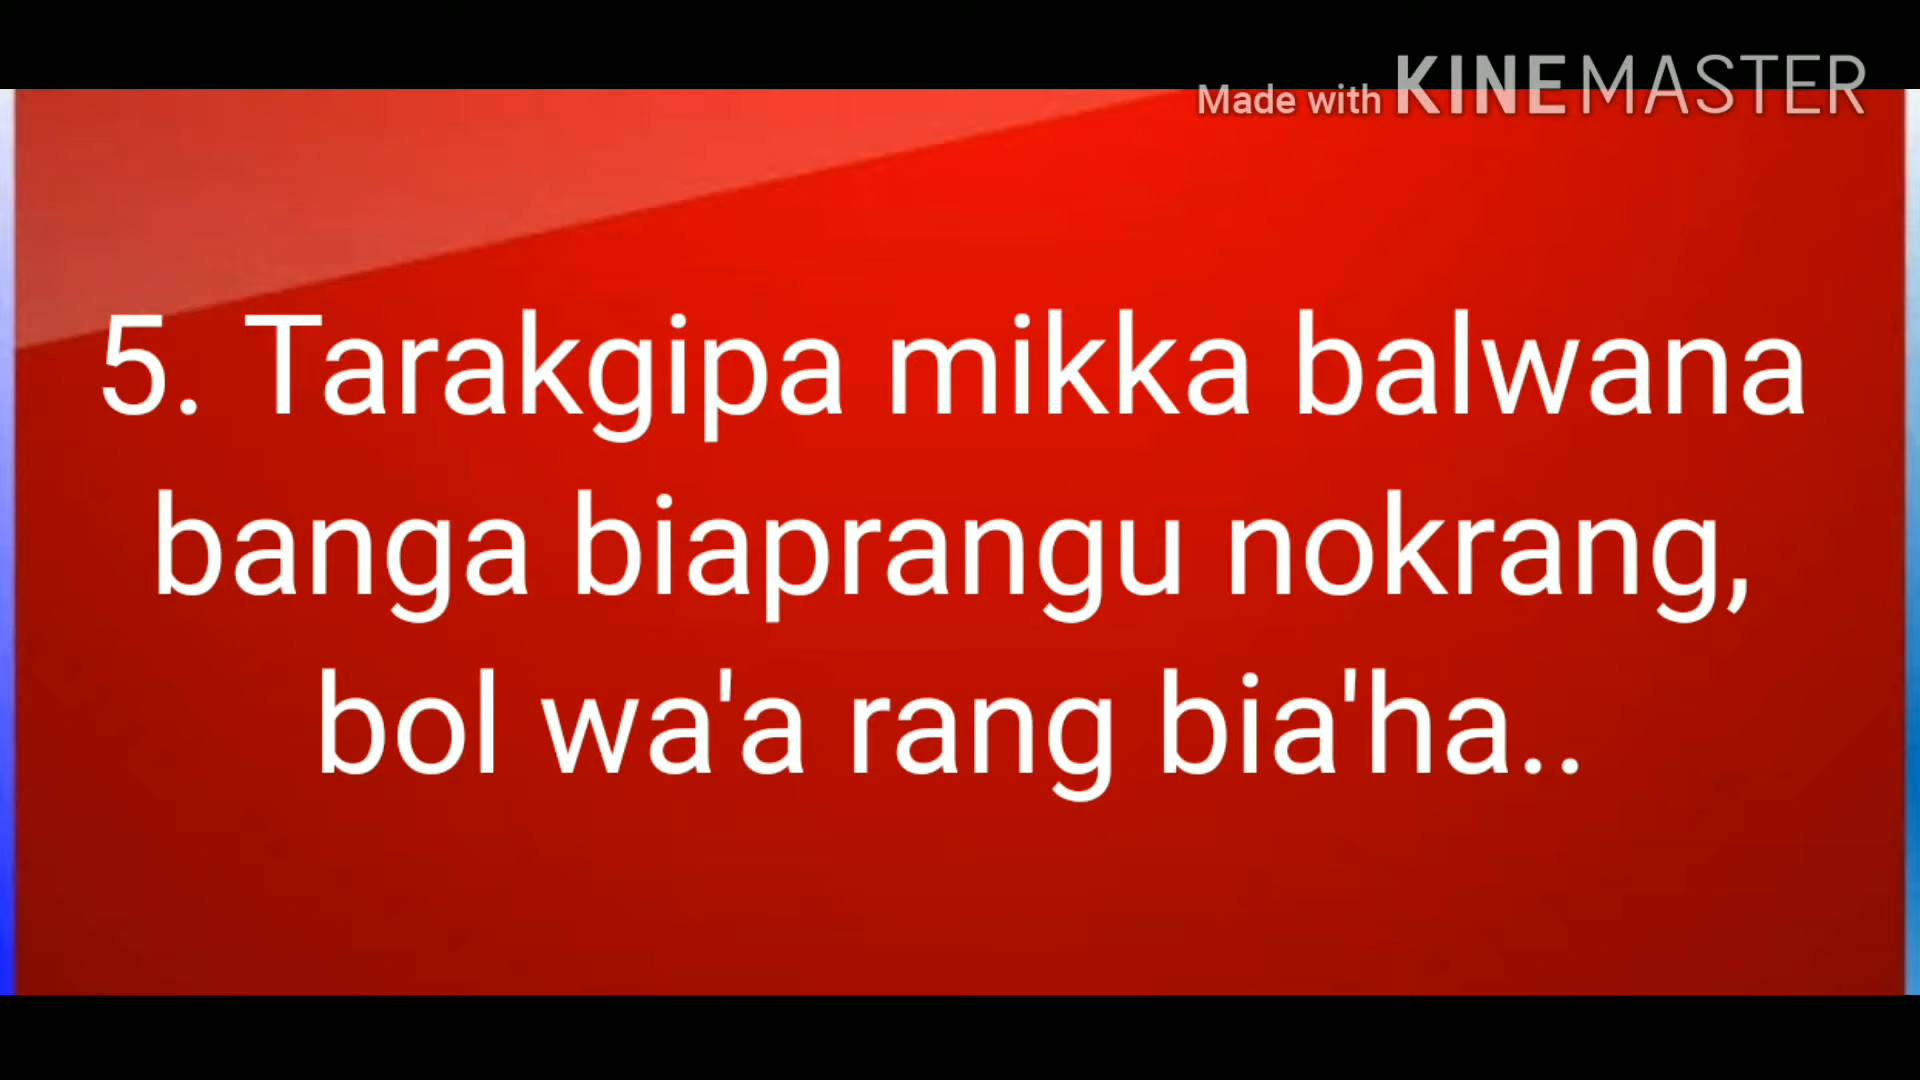 Made with KINEMASTER
5. Tarakgipa mikka balwana
banga biaprangu nokrang,
bol wa'a rang bia'ha..